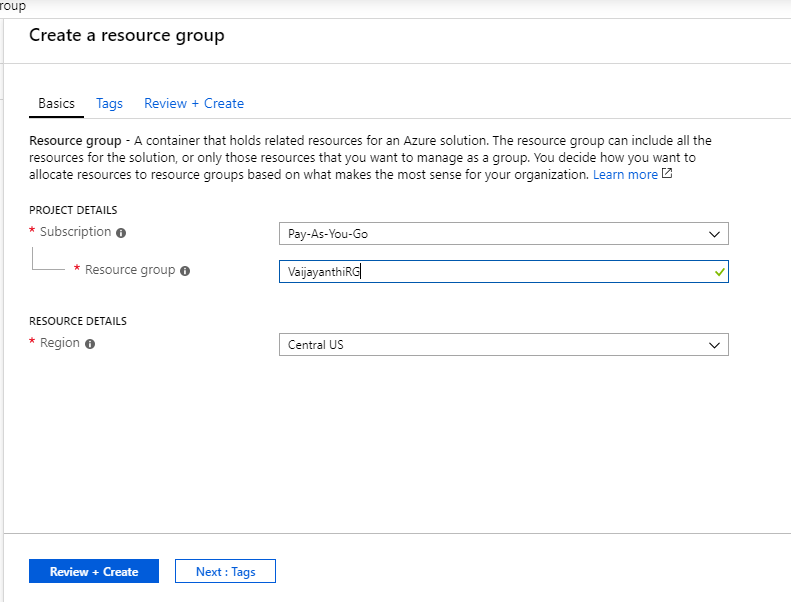 roup
Create a resource group
Basics Tags Review + Create
Resource group - A container that holds related resources for an Azure solution. The resource group can include all the
resources for the solution, or only those resources that you want to manage as a group. You decide how you want to
allocate resources to resource groups based on what makes the most sense for your organization. Learn more
PROJECT DETAILS
* Subscription Pay-As-You-Go
* Resource group VaijayanthiRG
RESOURCE DETAILS
* Region Central US
Review + Create Next : Tags